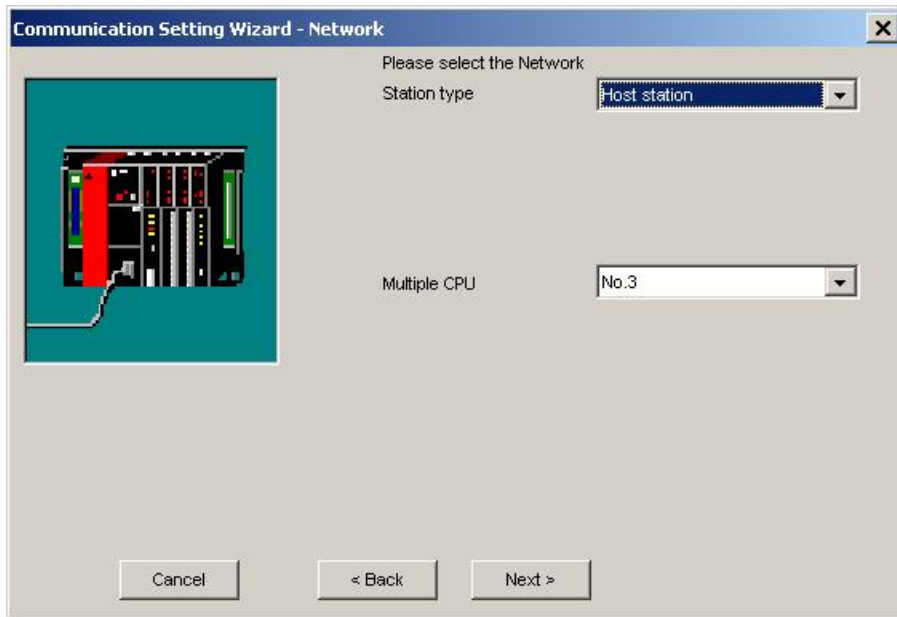 Communication Setting Wizard - Network
Please select the Network
Station type
Host station
Multiple CPU
No.3
Cancel
< Back
Next >